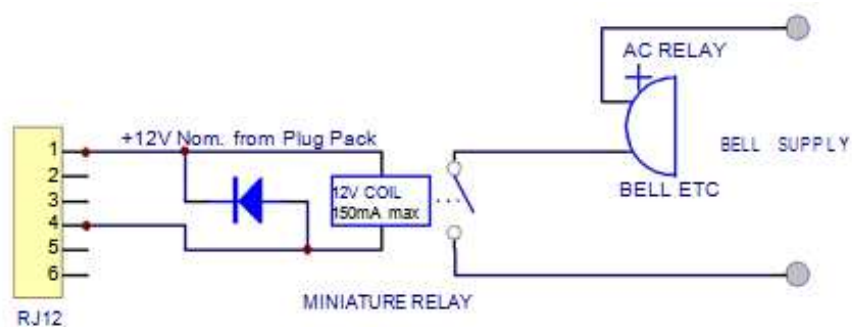 AC RELAY
+
+12V Nom. from Plug Pack
BELL SUPPLY
1
2
3
4
5
6
12V COIL
150mA max
BELL ETC
MINIATURE RELAY
RJ12